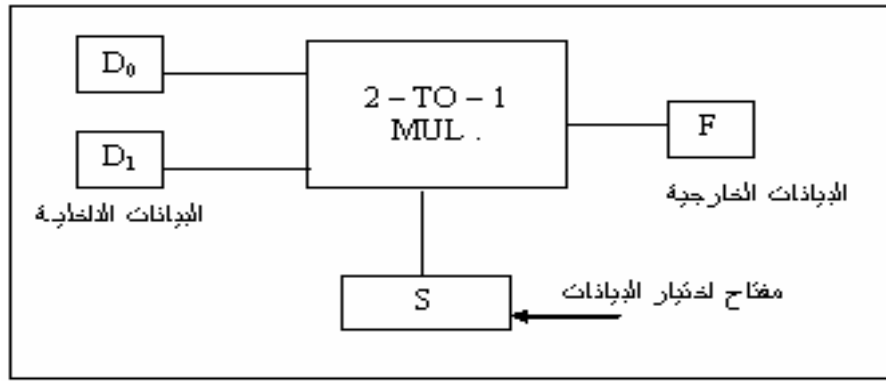 D₀
2 – TO – 1
MUL .
F
D₁
البيانات الخارجية
البيانات الداخلية
S
مفتاح لاختيار البيانات